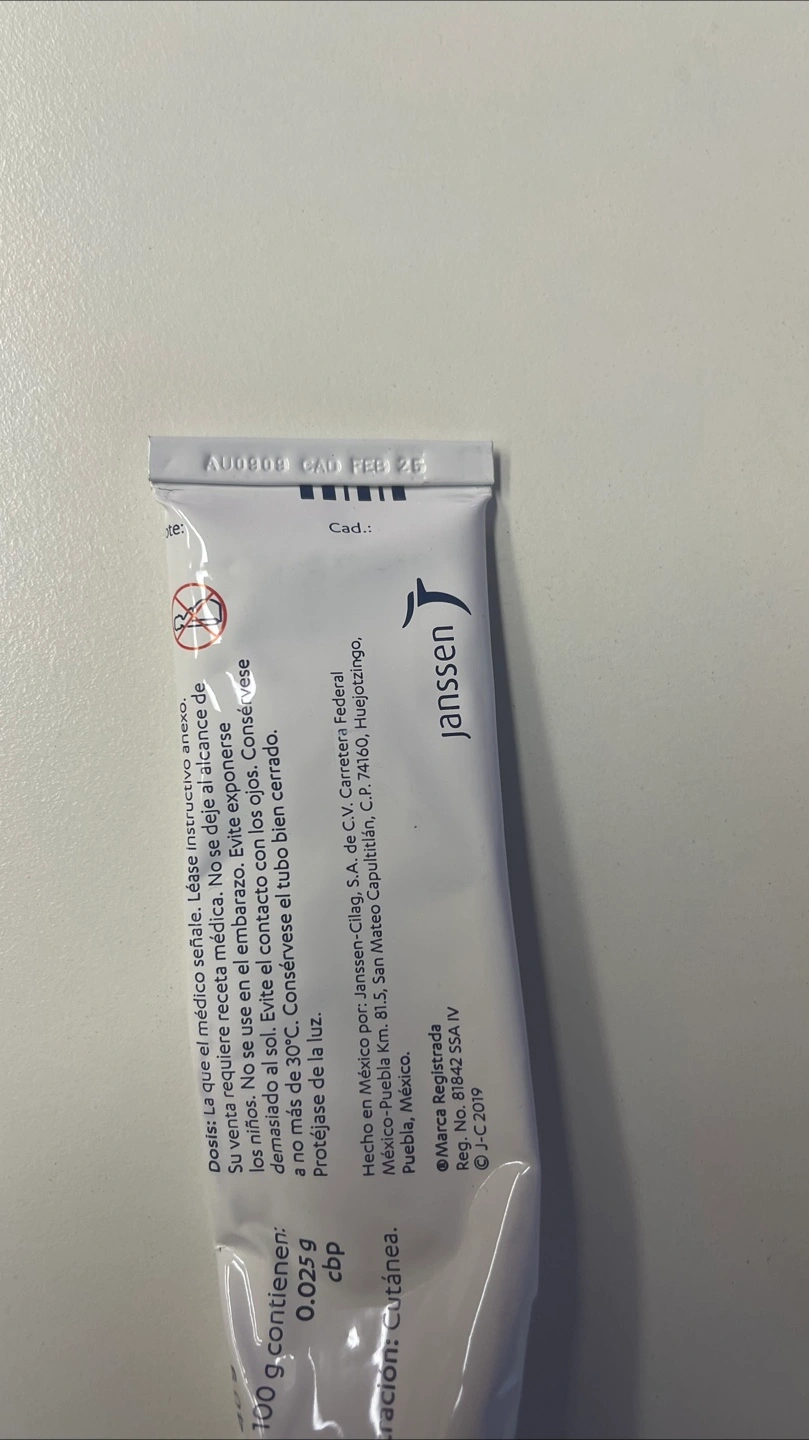 AU0909 CAD FEB 25
Cad.:
Dosis: La que el médico señale. Léase instructivo anexo.
Su venta requiere receta médica. No se deje al alcance de
los niños. No se use en el embarazo. Evite exponerse
demasiado al sol. Evite el contacto con los ojos. Consérvese
a no más de 30°C. Consérvese el tubo bien cerrado.
Protéjase de la luz.
Hecho en México por: Janssen-Cilag, S.A. de C.V. Carretera Federal
México-Puebla Km. 81.5, San Mateo Capultitlán, C.P. 74160, Huejotzingo,
Puebla, México.
®Marca Registrada
Reg. No. 81842 SSA IV
© J-C 2019
janssen
100 g contienen:
0.025 g
cbp
Cutánea.